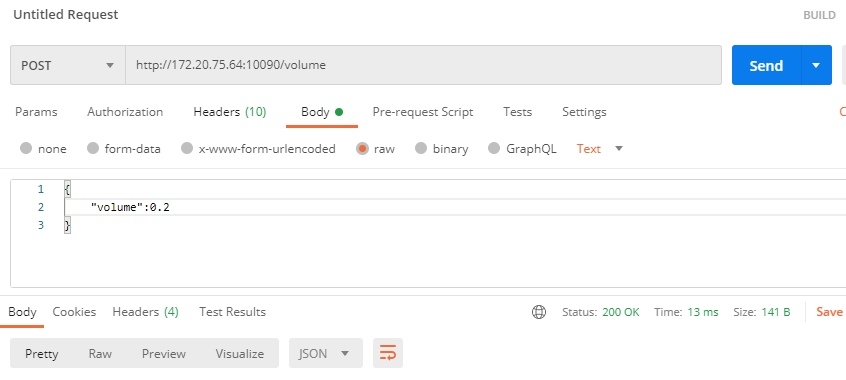 Untitled Request BUILD
POST http://172.20.75.64:10090/volume Send
Params Authorization Headers (10) Body Pre-request Script Tests Settings
none form-data x-www-form-urlencoded raw binary GraphQL Text
1 {
2 "volume":0.2
3 }
Body Cookies Headers (4) Test Results Status: 200 OK Time: 13 ms Size: 141 B Save
Pretty Raw Preview Visualize JSON